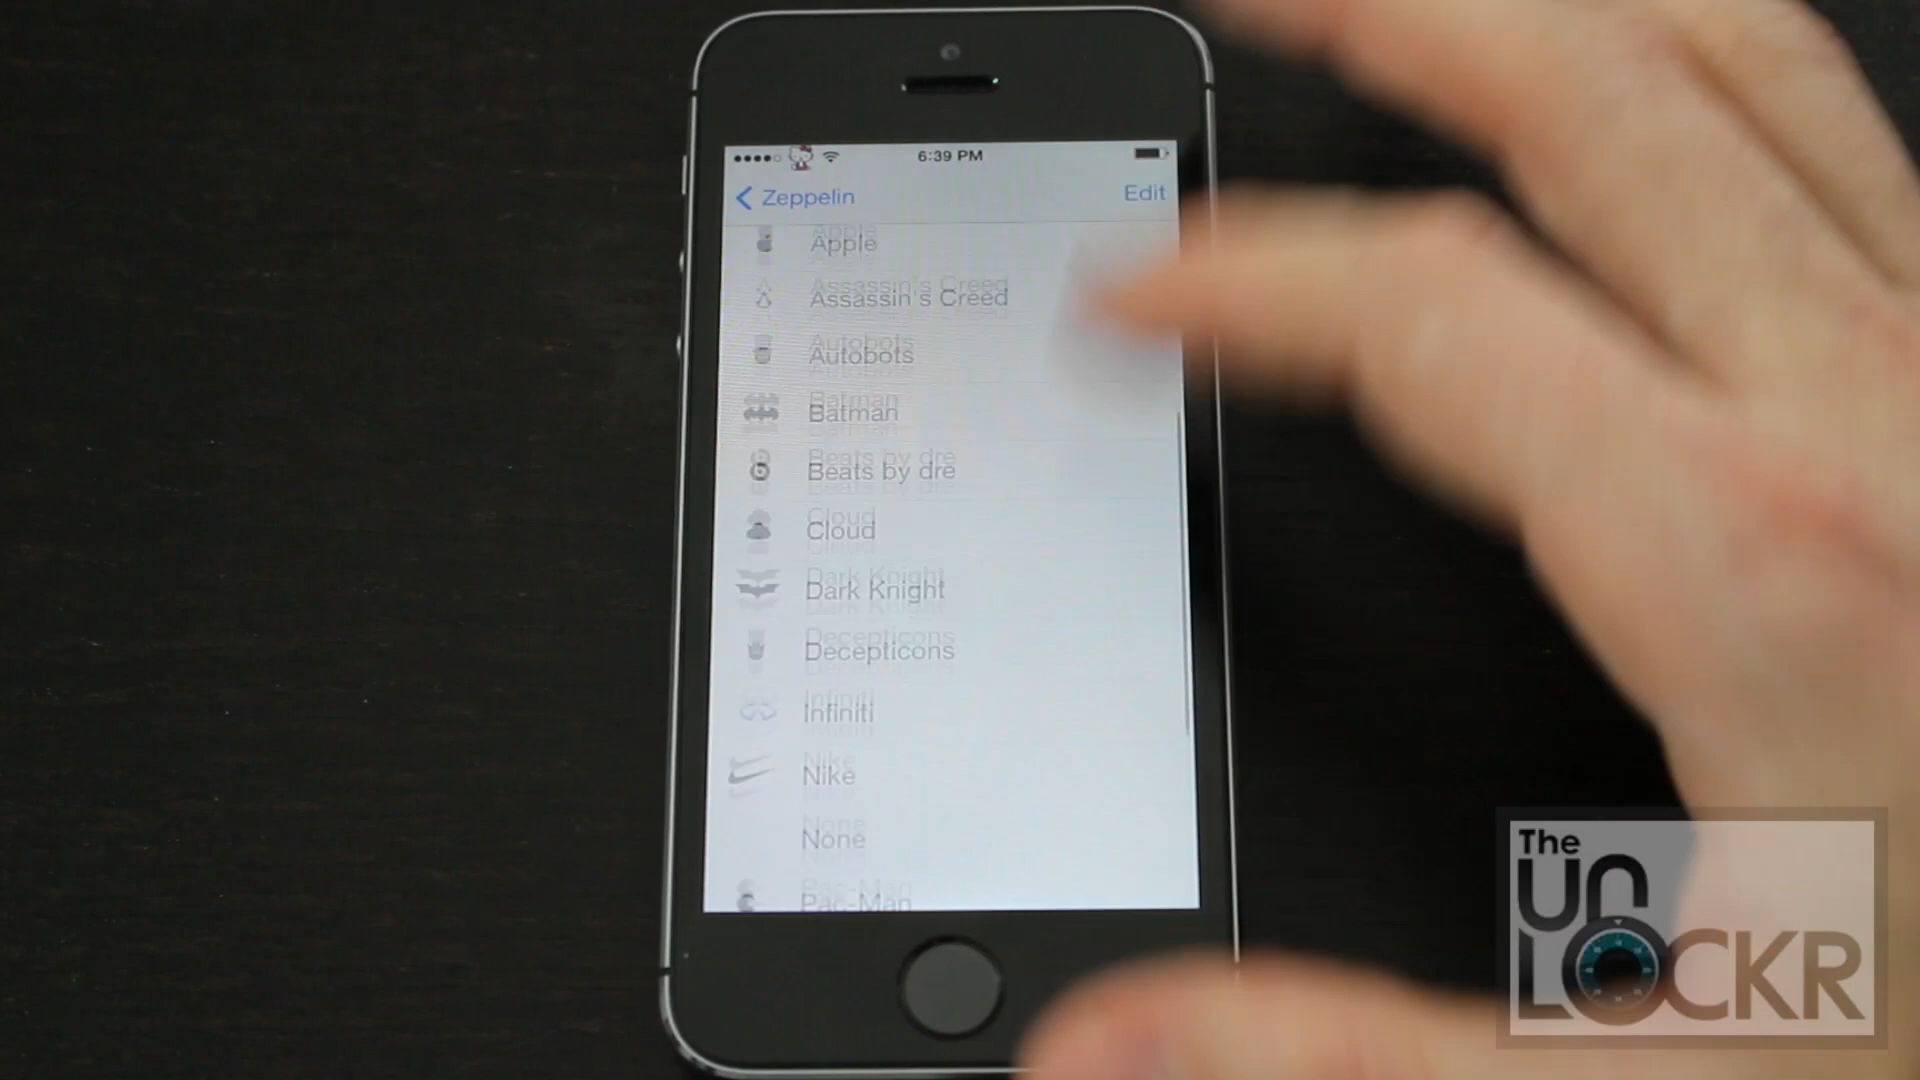 6:39 PM
Zeppelin
Edit
Apple
Assassin's Creed
Autobots
Batman
Beats by dre
Cloud
Dark Knight
Decepticons
Infiniti
Nike
None
Pac-Man
The
UN
LOCKR